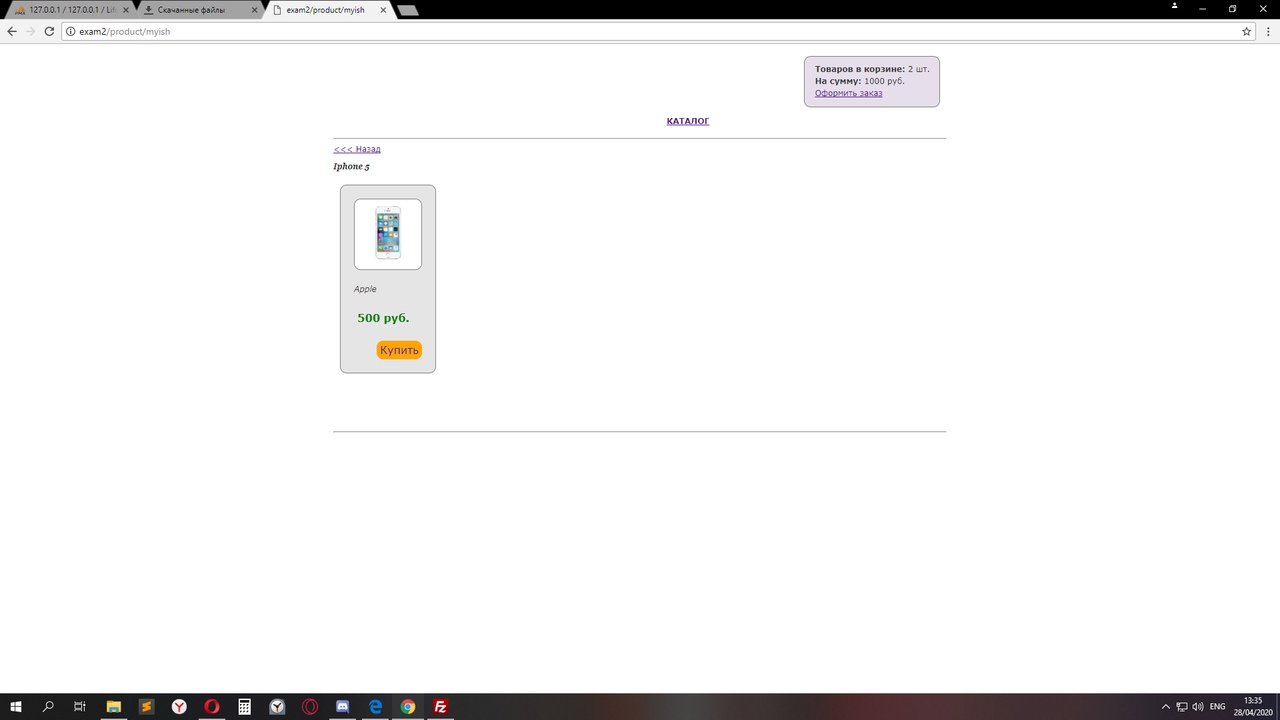 127.0.0.1 / 127.0.0.1 / Lif
Скачанные файлы
exam2/product/myish
exam2/product/myish
Товаров в корзине: 2 шт.
На сумму: 1000 руб.
Оформить заказ
КАТАЛОГ
<<< Назад
Iphone 5
Apple
500 руб.
Купить
ENG
13:35
28/04/2020